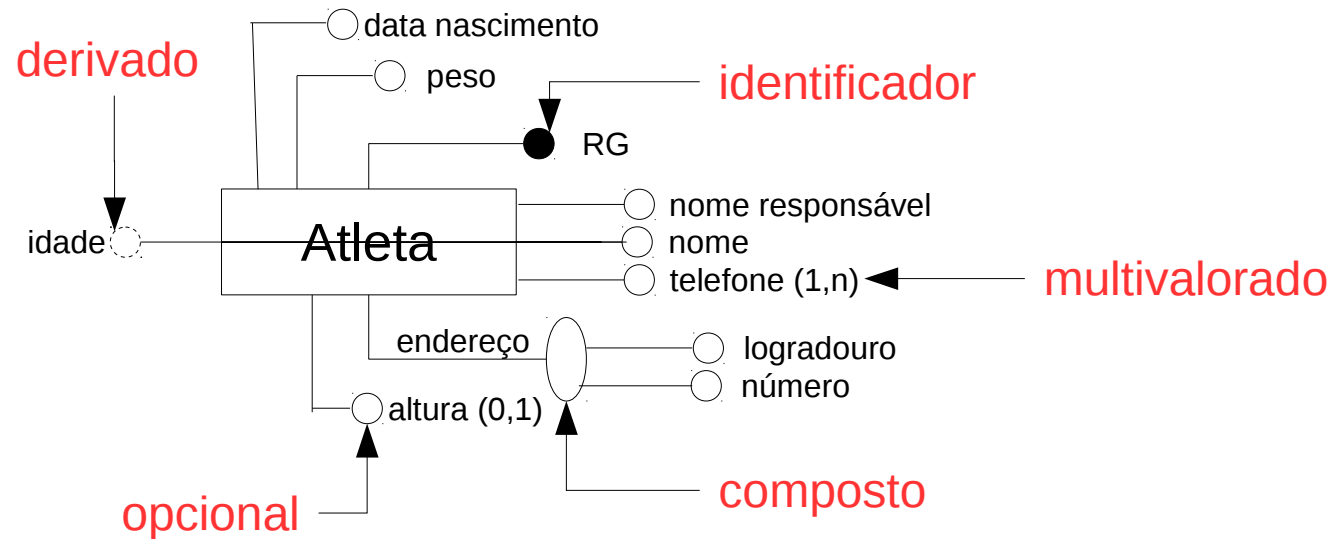 data nascimento
derivado
peso
identificador
RG
nome responsável
idade
Atleta
nome
telefone (1,n)
multivalorado
endereço
logradouro
número
altura (0,1)
composto
opcional